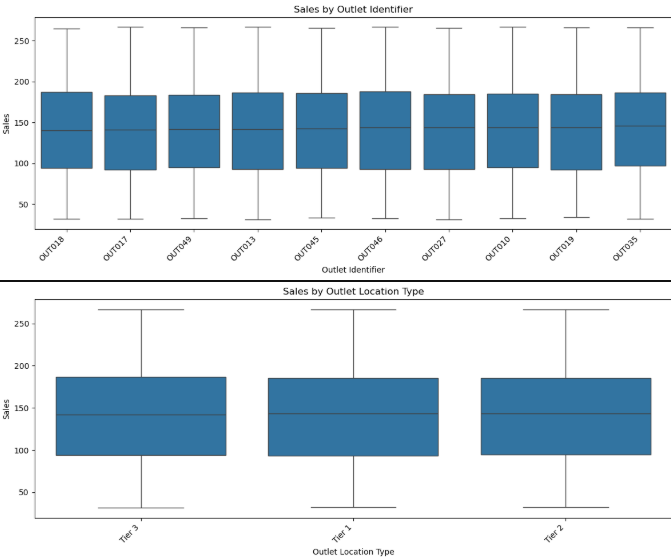 Sales by Outlet Identifier
250
200
150
100
50
Sales
OUT018 OUT017 OUT049 OUT013 OUT045 OUT046 OUT027 OUT010 OUT019 OUT035
Outlet Identifier
Sales by Outlet Location Type
250
200
150
100
50
Sales
Tier 3 Tier 1 Tier 2
Outlet Location Type